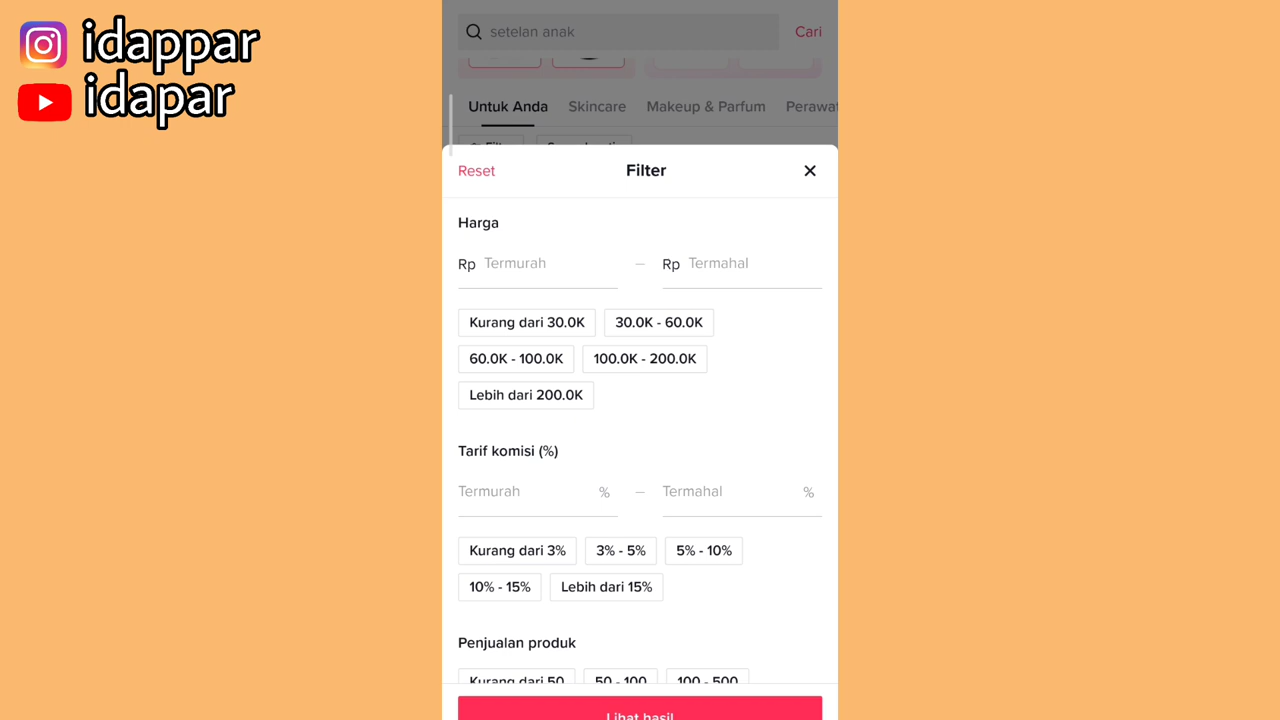 idappar
idapar
setelan anak
Cari
Untuk Anda
Skincare
Makeup & Parfum
Perawa
Reset
Filter
Harga
Rp Termurah – Rp Termahal
Kurang dari 30.0K
30.0K - 60.0K
60.0K - 100.0K
100.0K - 200.0K
Lebih dari 200.0K
Tarif komisi (%)
Termurah % – Termahal %
Kurang dari 3%
3% - 5%
5% - 10%
10% - 15%
Lebih dari 15%
Penjualan produk
Kurang dari 50
50 - 100
100 - 500
Lihat hasil